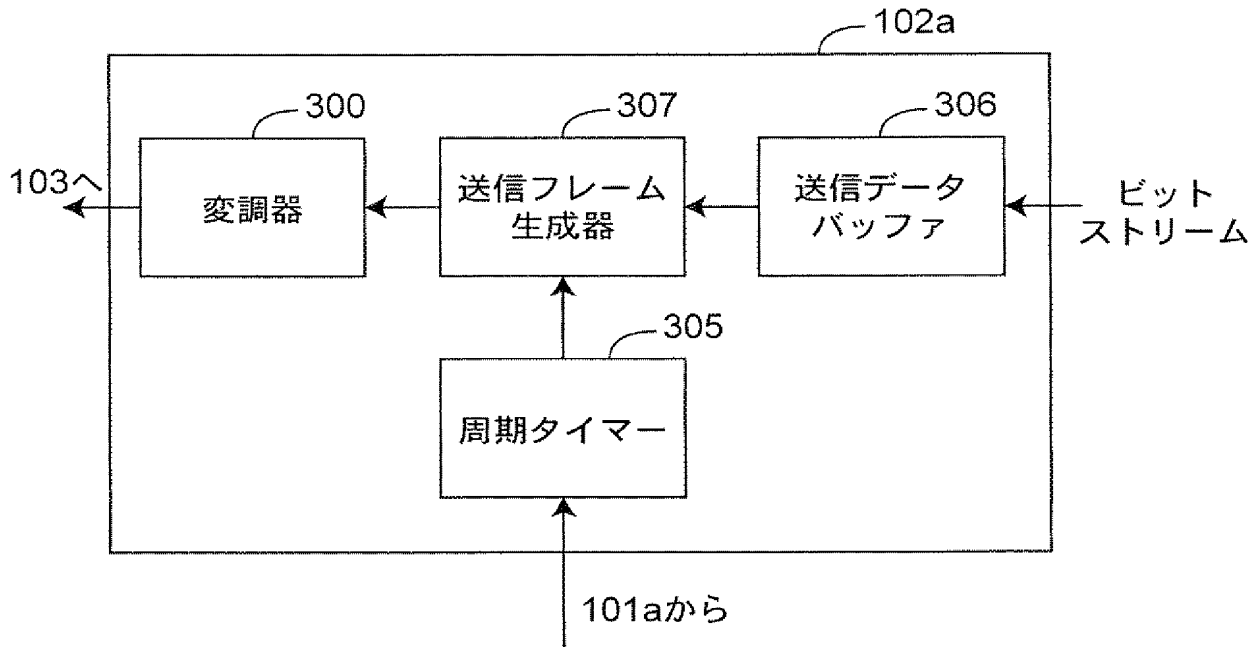 102a
300
307
306
103へ
変調器
送信フレーム
生成器
送信データ
バッファ
ビット
ストリーム
305
周期タイマー
101aから